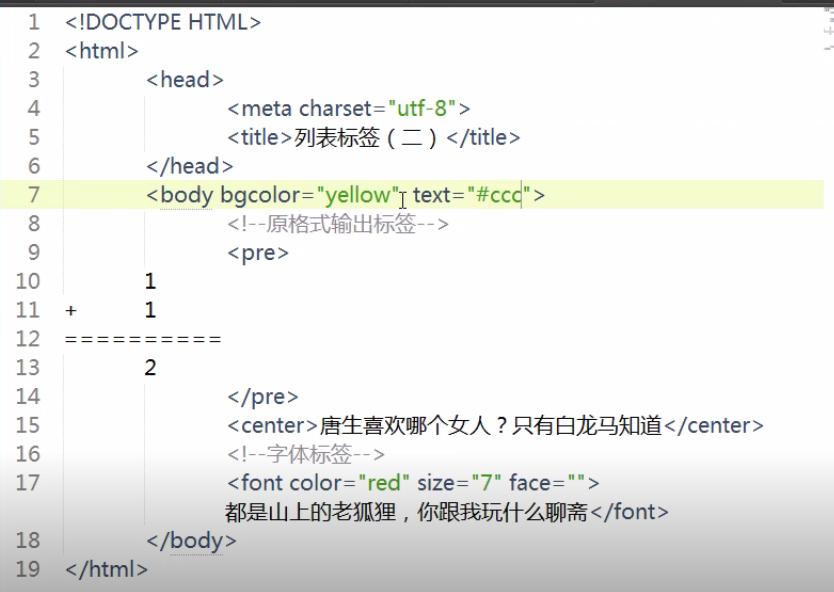 1 <!DOCTYPE HTML>
2 <html>
3 <head>
4 <meta charset="utf-8">
5 <title>列表标签（二）</title>
6 </head>
7 <body bgcolor="yellow" text="#ccc">
8 <!--原格式输出标签-->
9 <pre>
10 1
11 + 1
12 ==========
13 2
14 </pre>
15 <center>唐生喜欢哪个女人？只有白龙马知道</center>
16 <!--字体标签-->
17 <font color="red" size="7" face="">
都是山上的老狐狸，你跟我玩什么聊斋</font>
18 </body>
19 </html>